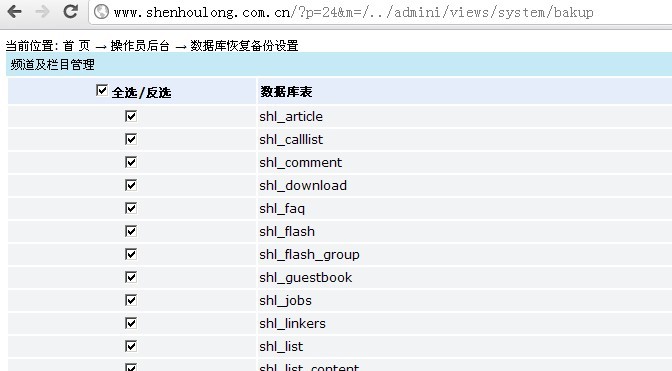 www.shenhoulong.com.cn/?p=24&m=/../admini/views/system/bakup
当前位置: 首 页 → 操作员后台 → 数据库恢复备份设置
频道及栏目管理
全选/反选 数据库表
shl_article
shl_calllist
shl_comment
shl_download
shl_faq
shl_flash
shl_flash_group
shl_guestbook
shl_jobs
shl_linkers
shl_list
shl_list_content